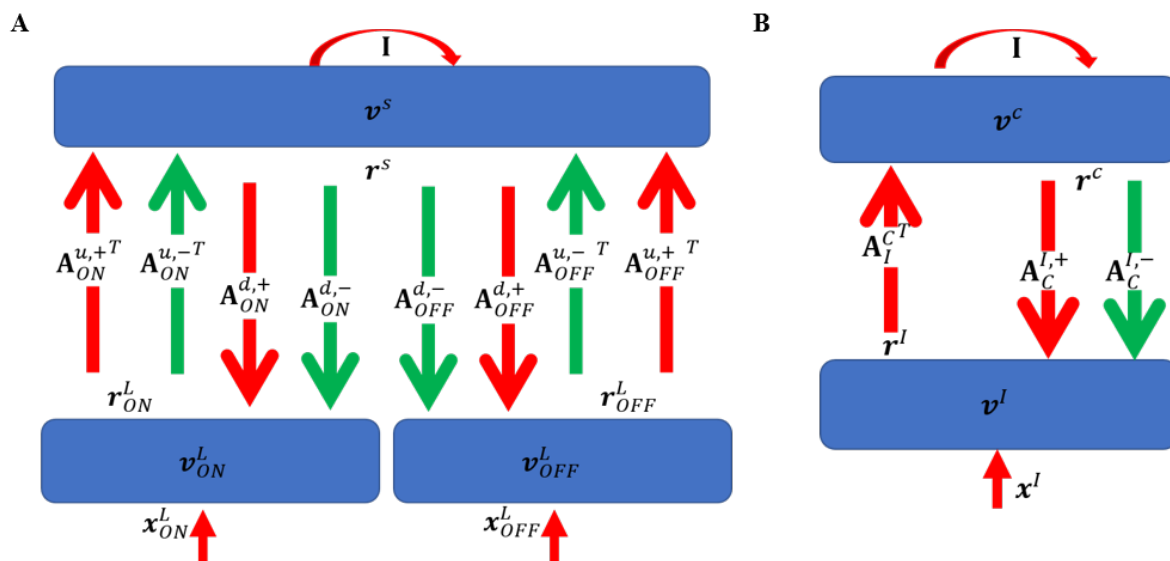 A B
I I
𝒗^s 𝒗^c
𝒓^s 𝒓^c
A_ON^{u,+ T} A_ON^{u,- T} A_ON^{d,+} A_ON^{d,-} A_OFF^{d,-} A_OFF^{d,+} A_OFF^{u,- T} A_OFF^{u,+ T} A_I^{C T} A_C^{I,+} A_C^{I,-}
𝒓_ON^L 𝒓_OFF^L 𝒓^I
𝒗_ON^L 𝒗_OFF^L 𝒗^I
𝒙_ON^L 𝒙_OFF^L 𝒙^I